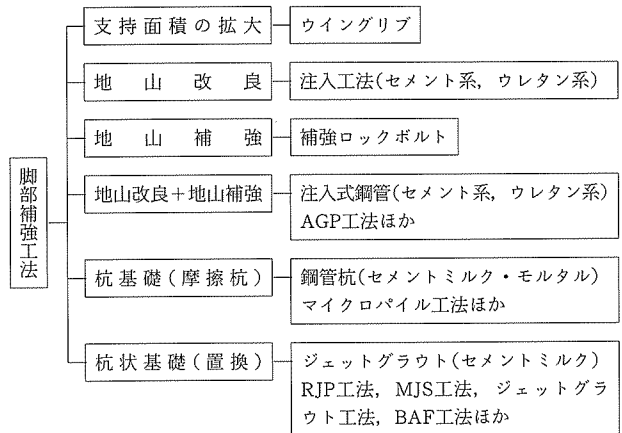 脚部補強工法
支持面積の拡大
ウイングリブ
地山改良
注入工法(セメント系,ウレタン系)
地山補強
補強ロックボルト
地山改良+地山補強
注入式鋼管(セメント系,ウレタン系)
AGP工法ほか
杭基礎(摩擦杭)
鋼管杭(セメントミルク・モルタル)
マイクロパイル工法ほか
杭状基礎(置換)
ジェットグラウト(セメントミルク)
RJP工法,MJS工法,ジェットグラ
ウト工法,BAF工法ほか